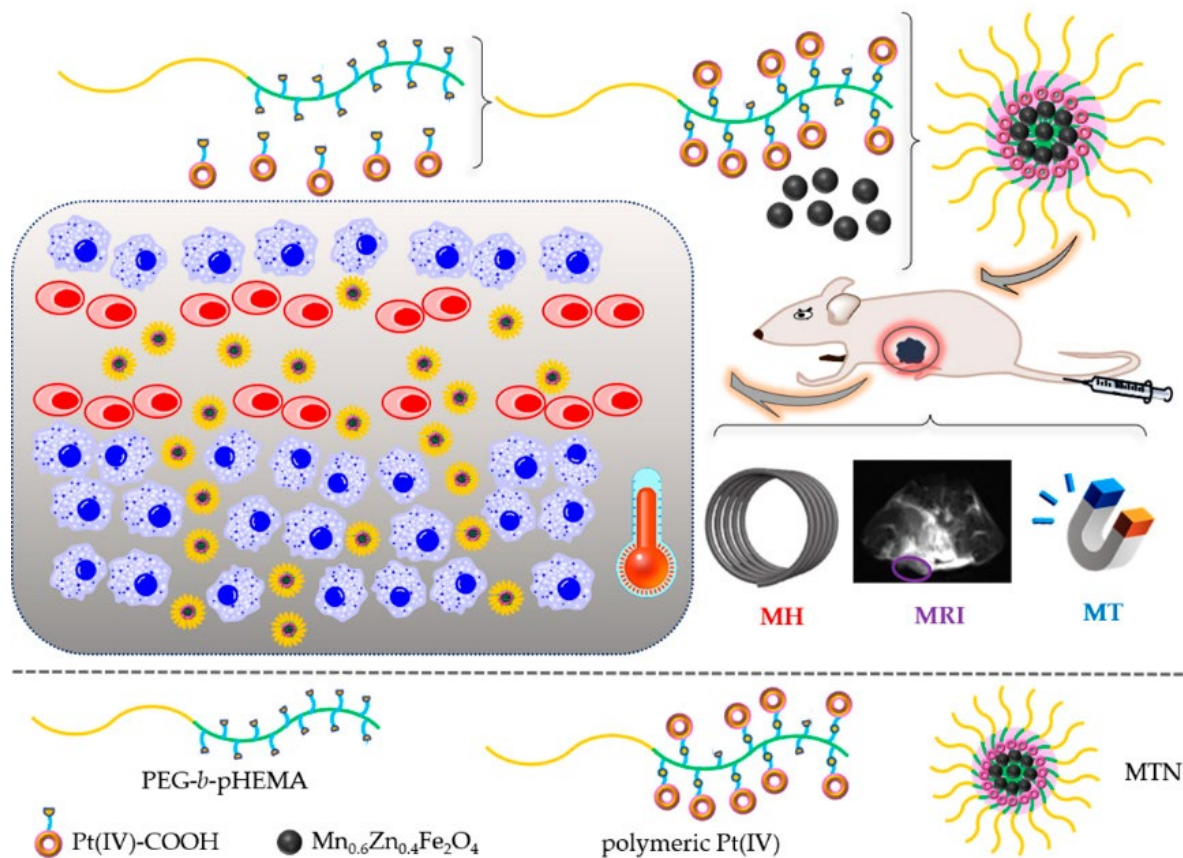 MH
MRI
MT
PEG-b-pHEMA
MTN
Pt(IV)-COOH
Mn0.6Zn0.4Fe2O4
polymeric Pt(IV)